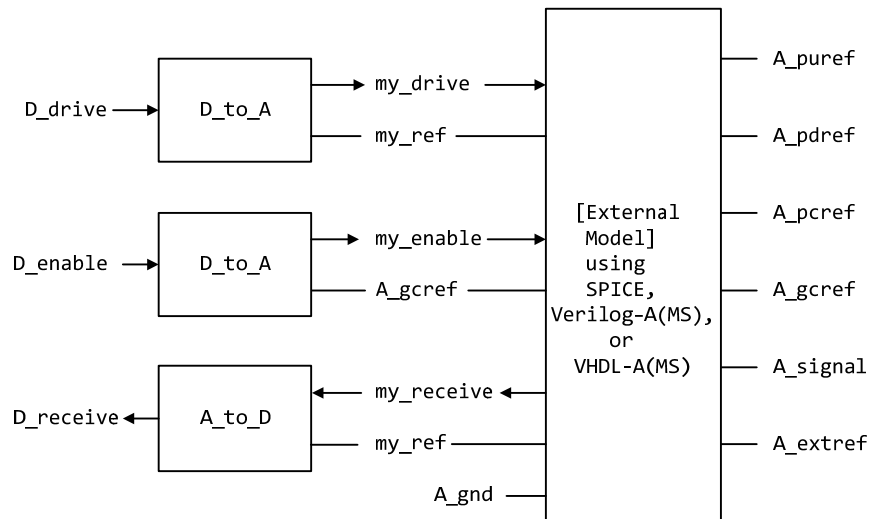 D_drive
D_to_A
my_drive
my_ref
D_enable
D_to_A
my_enable
A_gcref
D_receive
A_to_D
my_receive
my_ref
A_gnd
[External
Model]
using
SPICE,
Verilog-A(MS),
or
VHDL-A(MS)
A_puref
A_pdref
A_pcref
A_gcref
A_signal
A_extref